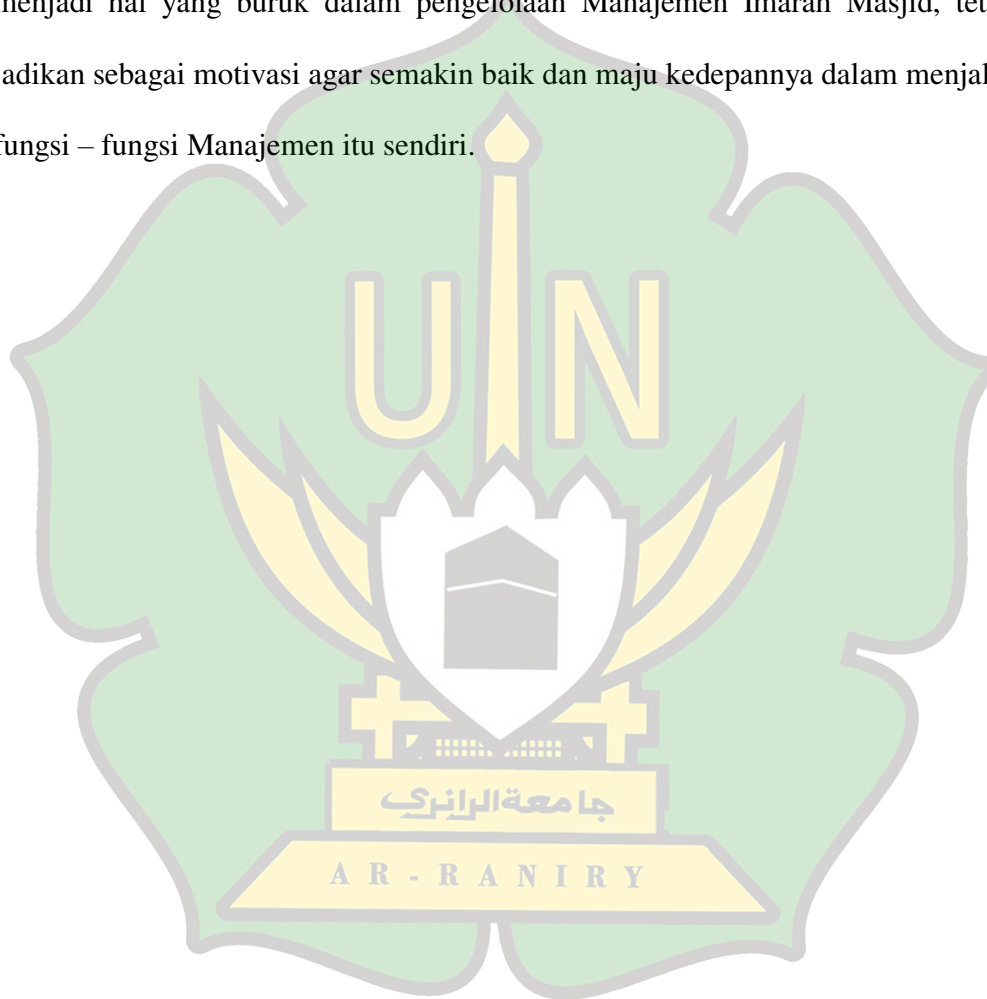 menjadi hal yang buruk dalam pengelolaan Manajemen Imarah Masjid,
adikan sebagai motivasi agar semakin baik dan maju kedepannya dalam menjal
fungsi – fungsi Manajemen itu sendiri.
UIN
جامعة الرانري
AR-RANIRY